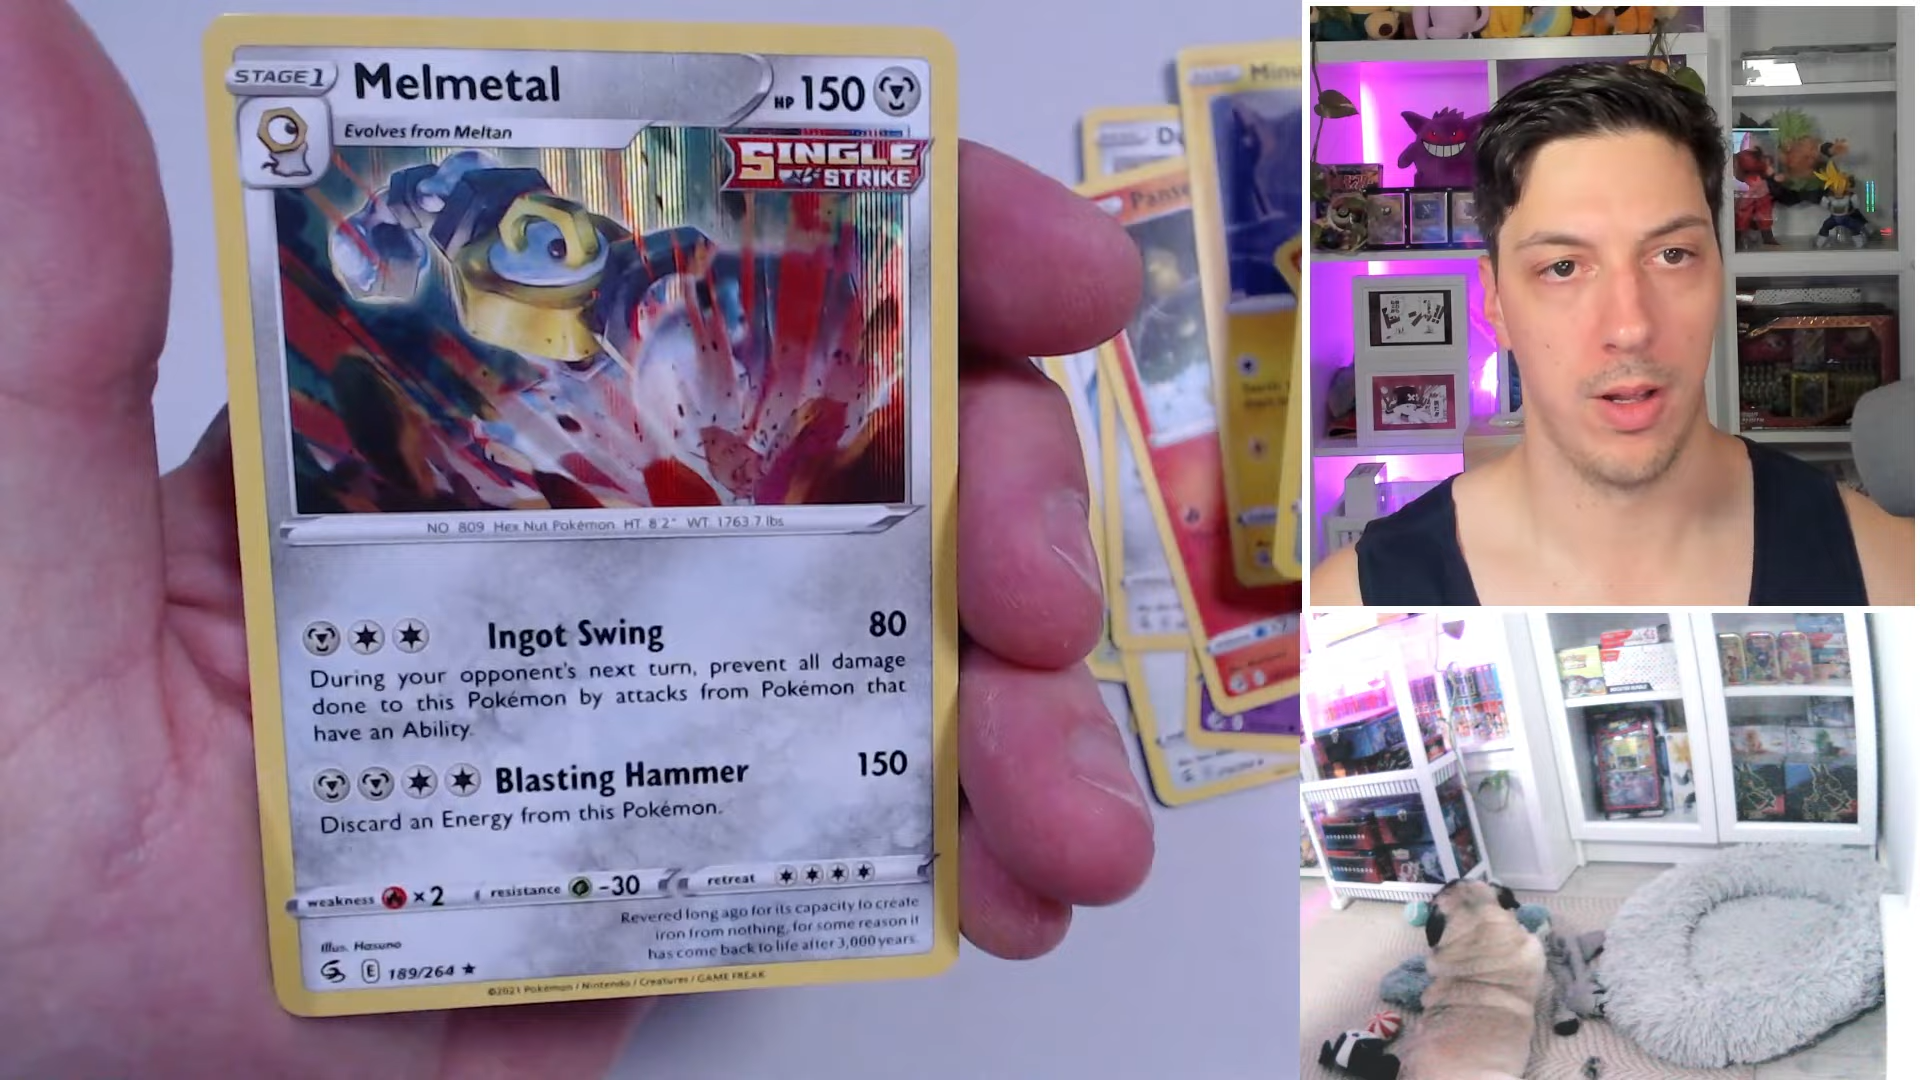 STAGE 1
Melmetal
HP 150
Evolves from Meltan
SINGLE
STRIKE
NO. 809 Hex Nut Pokémon HT: 8'2" WT: 1763.7 lbs
Ingot Swing 80
During your opponent's next turn, prevent all damage
done to this Pokémon by attacks from Pokémon that
have an Ability.
Blasting Hammer 150
Discard an Energy from this Pokémon.
weakness ×2 resistance -30 retreat
Revered long ago for its capacity to create
iron from nothing, for some reason it
has come back to life after 3,000 years.
Illus. Hasuno
E 189/264
©2021 Pokémon / Nintendo / Creatures / GAME FREAK
Panse
Minu